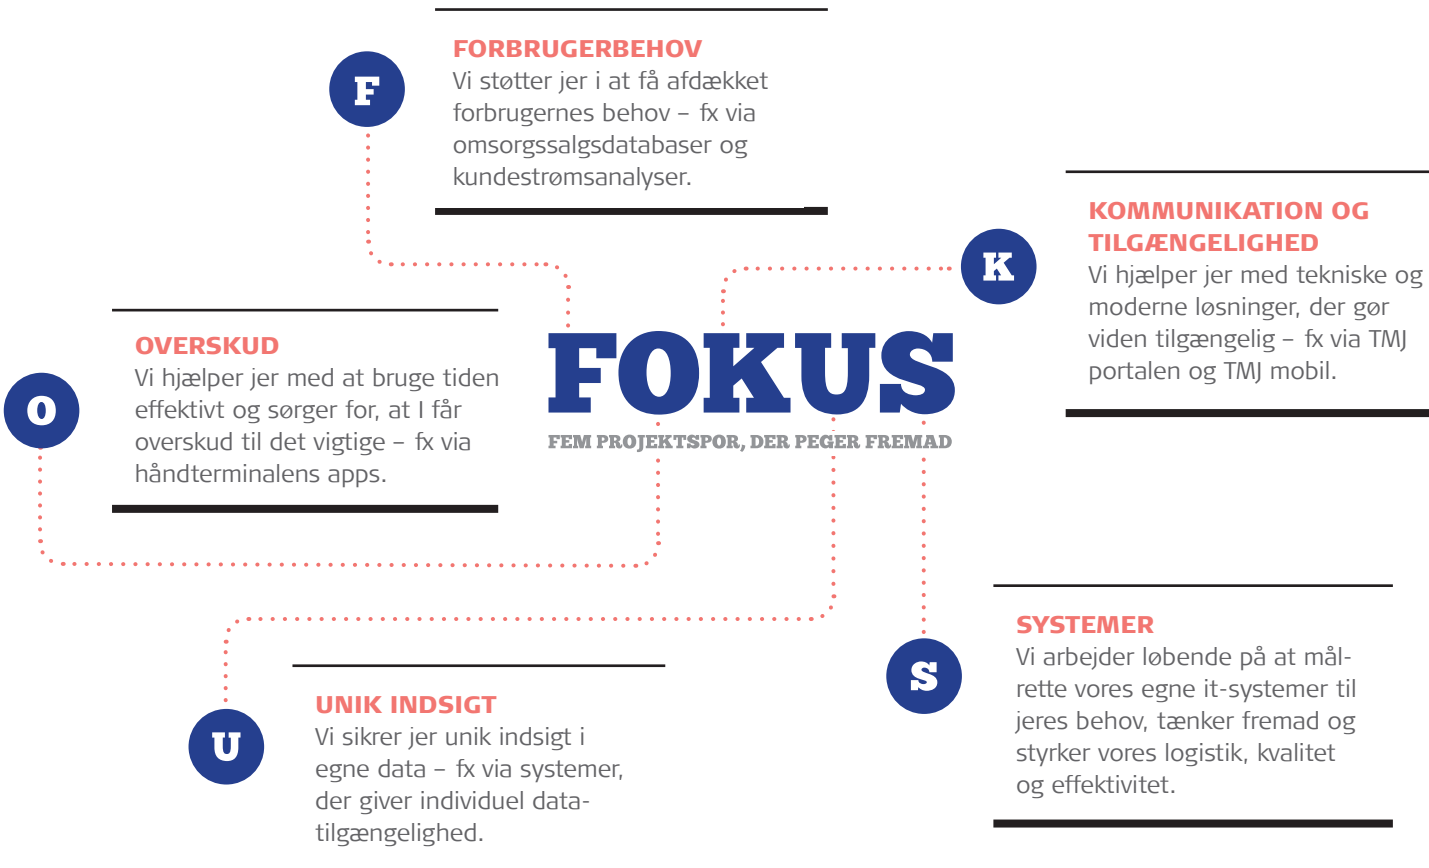 F
FORBRUGERBEHOV
Vi støtter jer i at få afdækket
forbrugernes behov – fx via
omsorgssalgsdatabaser og
kundestrømsanalyser.
K
KOMMUNIKATION OG
TILGÆNGELIGHED
Vi hjælper jer med tekniske og
moderne løsninger, der gør
viden tilgængelig – fx via TMJ
portalen og TMJ mobil.
O
OVERSKUD
Vi hjælper jer med at bruge tiden
effektivt og sørger for, at I får
overskud til det vigtige – fx via
håndterminalens apps.
FOKUS
FEM PROJEKTSPOR, DER PEGER FREMAD
U
UNIK INDSIGT
Vi sikrer jer unik indsigt i
egne data – fx via systemer,
der giver individuel data-
tilgængelighed.
S
SYSTEMER
Vi arbejder løbende på at mål-
rette vores egne it-systemer til
jeres behov, tænker fremad og
styrker vores logistik, kvalitet
og effektivitet.